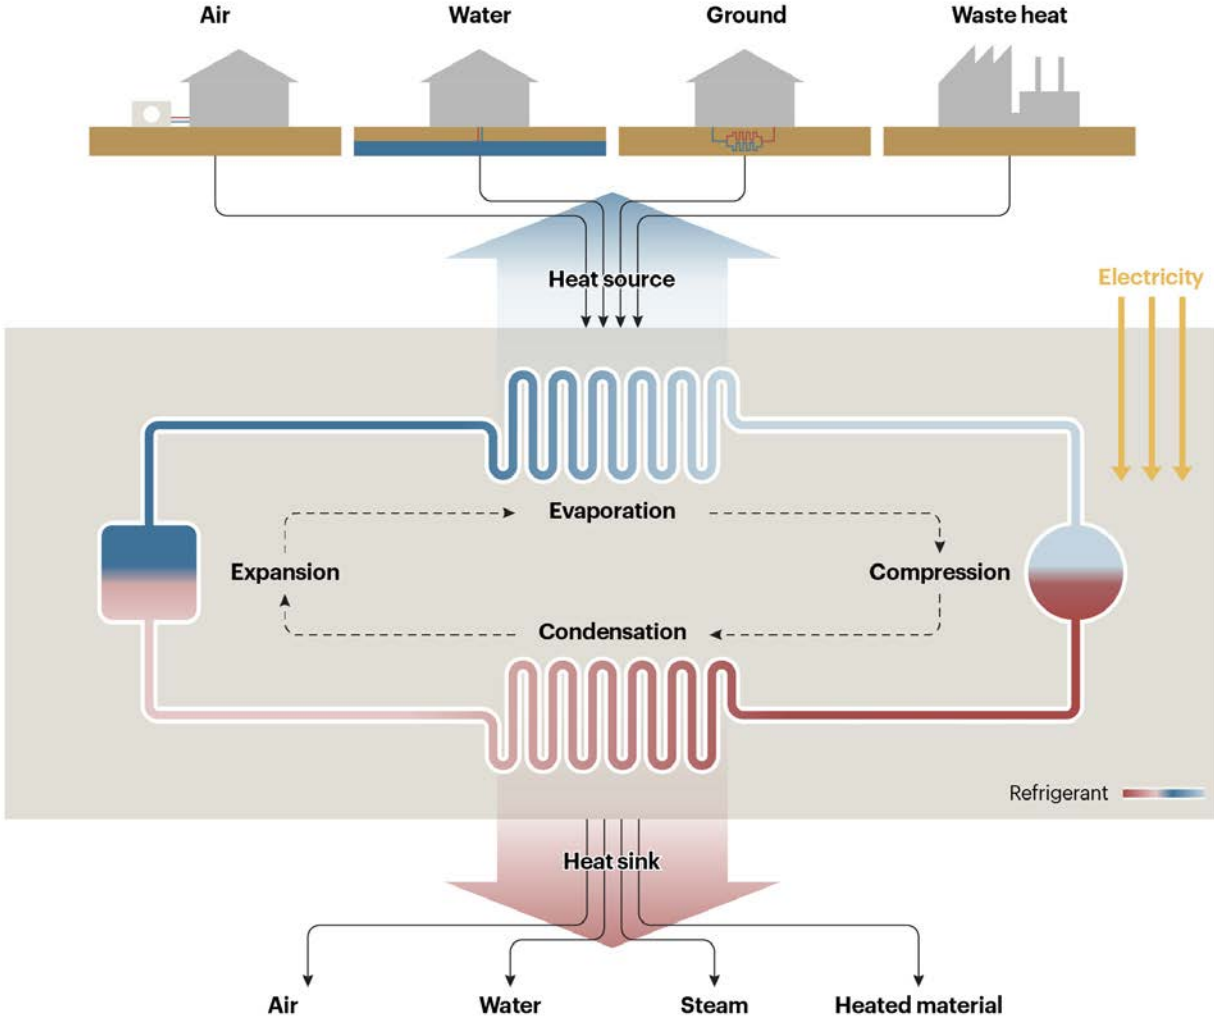 Air
Water
Ground
Waste heat
Heat source
Electricity
Evaporation
Expansion
Compression
Condensation
Refrigerant
Heat sink
Air
Water
Steam
Heated material